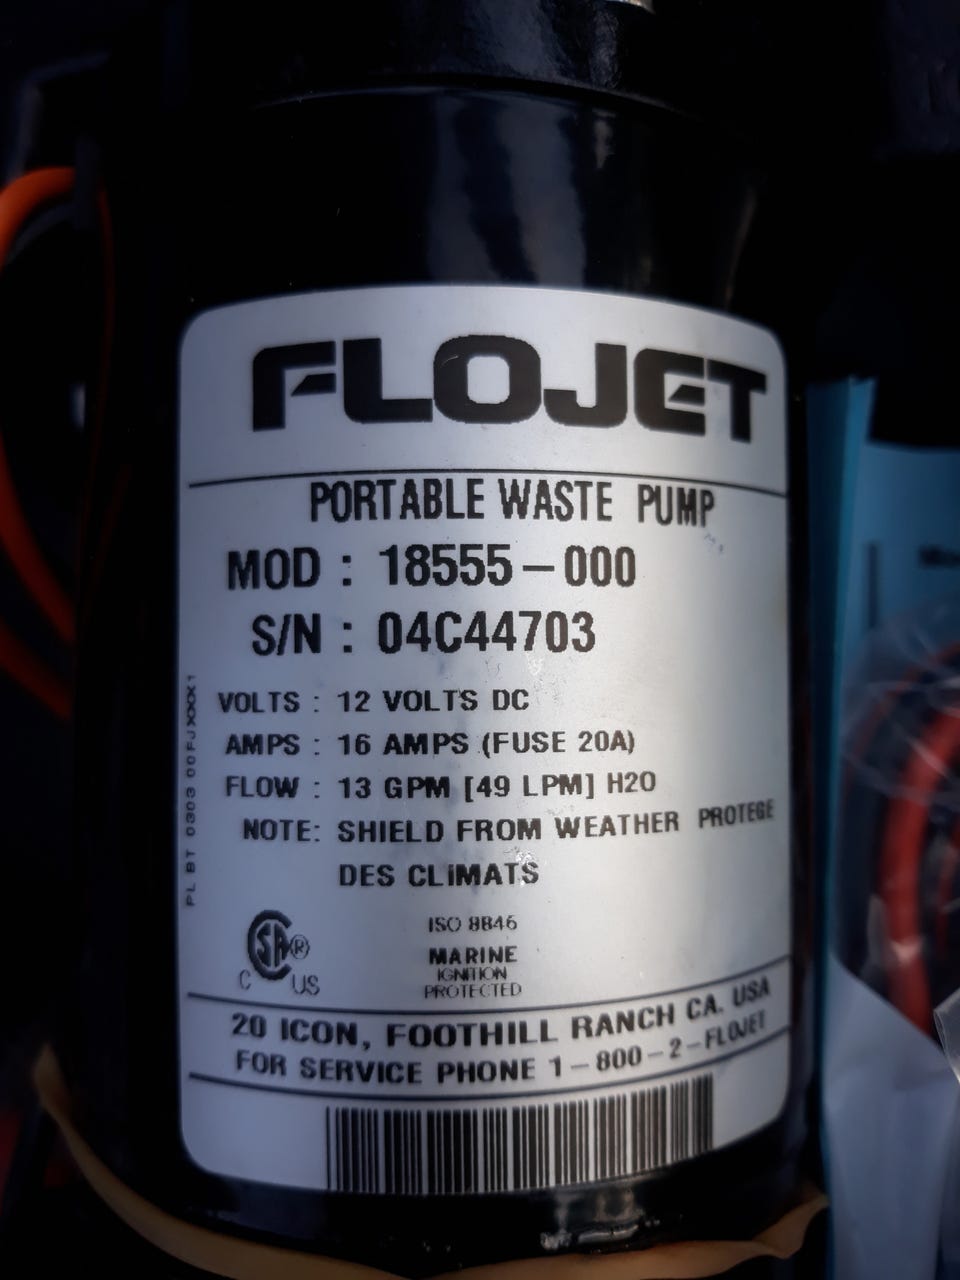 FLOJET
PORTABLE WASTE PUMP
MOD : 18555-000
S/N : 04C44703
VOLTS : 12 VOLTS DC
AMPS : 16 AMPS (FUSE 20A)
FLOW : 13 GPM [49 LPM] H2O
NOTE: SHIELD FROM WEATHER PROTEGE
DES CLIMATS
PL BT 0303 00FJXXX1
ISO 8846
MARINE
IGNITION
PROTECTED
C SA ®
C US
20 ICON, FOOTHILL RANCH CA. USA
FOR SERVICE PHONE 1-800-2-FLOJET